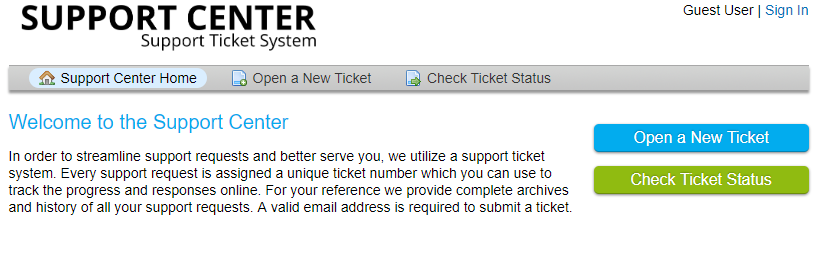 SUPPORT CENTER
Support Ticket System
Guest User | Sign In
Support Center Home
Open a New Ticket
Check Ticket Status
Welcome to the Support Center
In order to streamline support requests and better serve you, we utilize a support ticket
system. Every support request is assigned a unique ticket number which you can use to
track the progress and responses online. For your reference we provide complete archives
and history of all your support requests. A valid email address is required to submit a ticket.
Open a New Ticket
Check Ticket Status